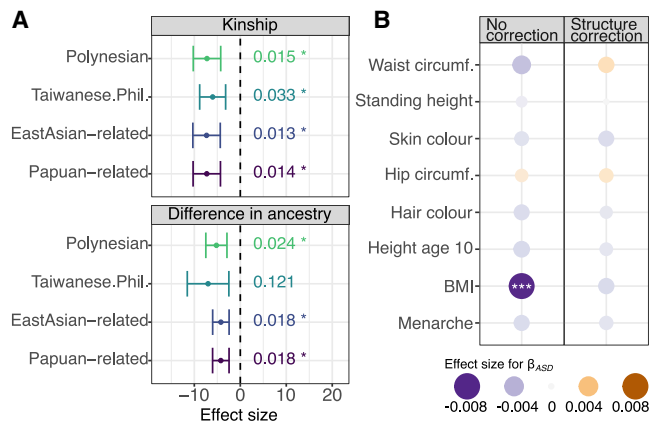 A
Kinship
Polynesian
0.015 *
Taiwanese.Phil.
0.033 *
EastAsian−related
0.013 *
Papuan−related
0.014 *
Difference in ancestry
Polynesian
0.024 *
Taiwanese.Phil.
0.121
EastAsian−related
0.018 *
Papuan−related
0.018 *
−10 0 10 20
Effect size
B
No correction
Structure correction
Waist circumf.
Standing height
Skin colour
Hip circumf.
Hair colour
Height age 10
BMI
***
Menarche
Effect size for βASD
-0.008 -0.004 0 0.004 0.008